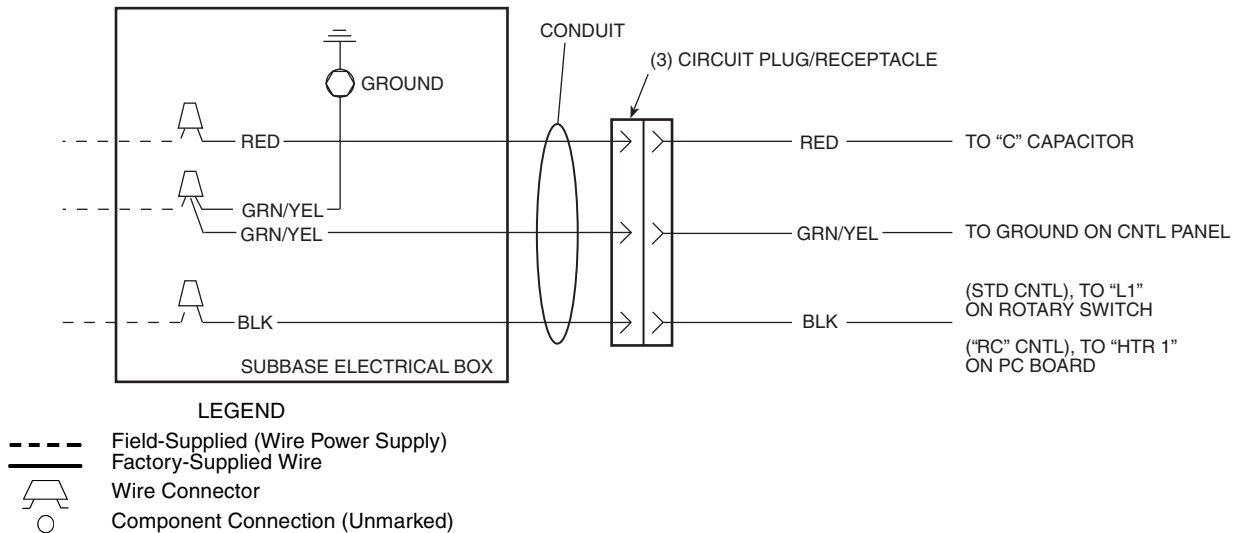 CONDUIT
(3) CIRCUIT PLUG/RECEPTACLE
GROUND
RED
RED
TO “C” CAPACITOR
GRN/YEL
GRN/YEL
GRN/YEL
TO GROUND ON CNTL PANEL
BLK
BLK
(STD CNTL), TO “L1”
ON ROTARY SWITCH
(“RC” CNTL), TO “HTR 1”
ON PC BOARD
SUBBASE ELECTRICAL BOX
LEGEND
Field-Supplied (Wire Power Supply)
Factory-Supplied Wire
Wire Connector
Component Connection (Unmarked)